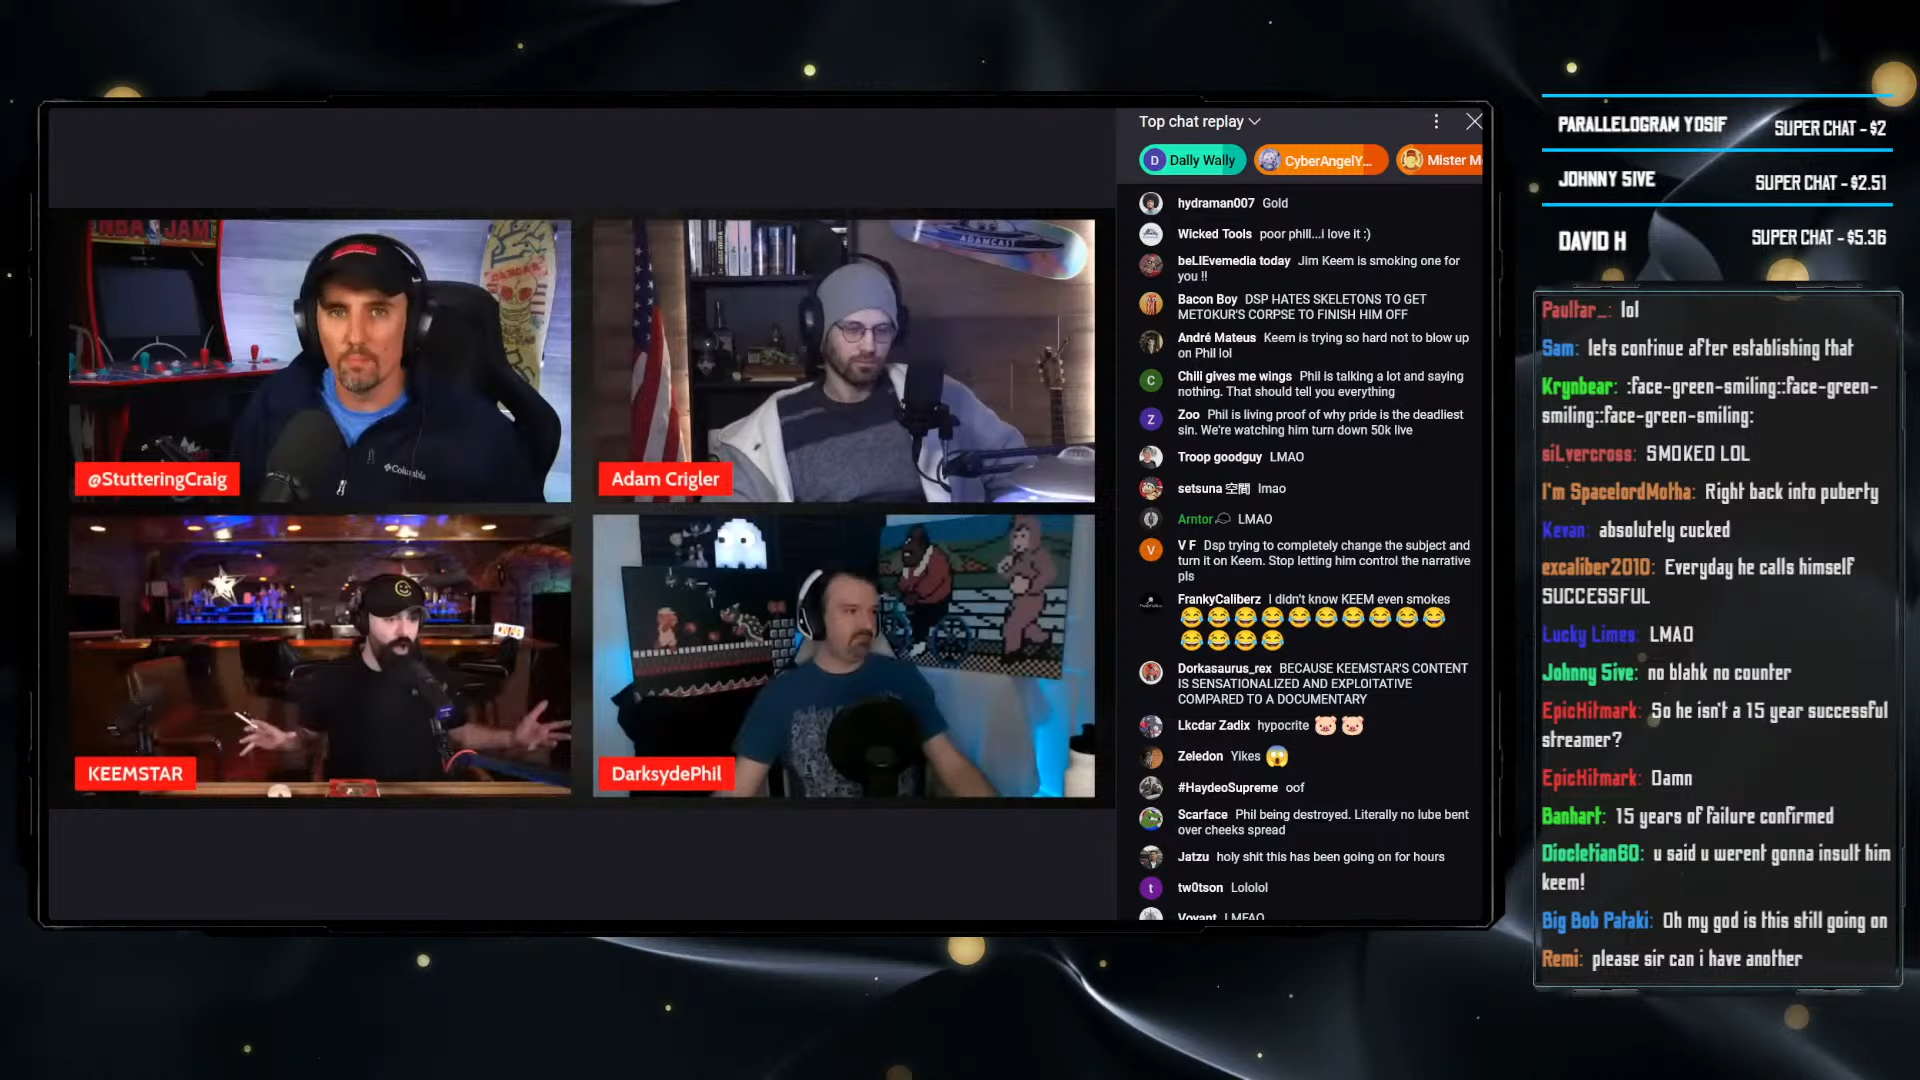 NBA JAM
ADAMCAST
Columbia
@StutteringCraig
Adam Crigler
KEEMSTAR
DarksydePhil
Top chat replay
D Dally Wally
CyberAngelY...
Mister M
hydraman007 Gold
Wicked Tools poor phill...i love it :)
beLIEvemedia today Jim Keem is smoking one for
you !!
Bacon Boy DSP HATES SKELETONS TO GET
METOKUR'S CORPSE TO FINISH HIM OFF
André Mateus Keem is trying so hard not to blow up
on Phil lol
C Chili gives me wings Phil is talking a lot and saying
nothing. That should tell you everything
Z Zoo Phil is living proof of why pride is the deadliest
sin. We're watching him turn down 50k live
Troop goodguy LMAO
setsuna 空間 lmao
Arntor LMAO
V V F Dsp trying to completely change the subject and
turn it on Keem. Stop letting him control the narrative
pls
FrankyCaliberz I didn't know KEEM even smokes
😂😂😂😂😂😂😂😂😂😂
😂😂😂😂
Dorkasaurus_rex BECAUSE KEEMSTAR'S CONTENT
IS SENSATIONALIZED AND EXPLOITATIVE
COMPARED TO A DOCUMENTARY
Lkcdar Zadix hypocrite 🐷🐷
Zeledon Yikes 😱
#HaydeoSupreme oof
Scarface Phil being destroyed. Literally no lube bent
over cheeks spread
Jatzu holy shit this has been going on for hours
t tw0tson Lololol
Voyant LMFAO
PARALLELOGRAM YOSIF SUPER CHAT - $2
JOHNNY 5IVE SUPER CHAT - $2.51
DAVID H SUPER CHAT - $5.36
Paultar_: lol
Sam: lets continue after establishing that
Krynbear: :face-green-smiling::face-green-
smiling::face-green-smiling:
siLvercross: SMOKED LOL
I'm SpacelordMotha: Right back into puberty
Kevan: absolutely cucked
excaliber2010: Everyday he calls himself
SUCCESSFUL
Lucky Limes: LMAO
Johnny 5ive: no blahk no counter
EpicHitmark: So he isn't a 15 year successful
streamer?
EpicHitmark: Damn
Banhart: 15 years of failure confirmed
Diocletian60: u said u werent gonna insult him
keem!
Big Bob Pataki: Oh my god is this still going on
Remi: please sir can i have another